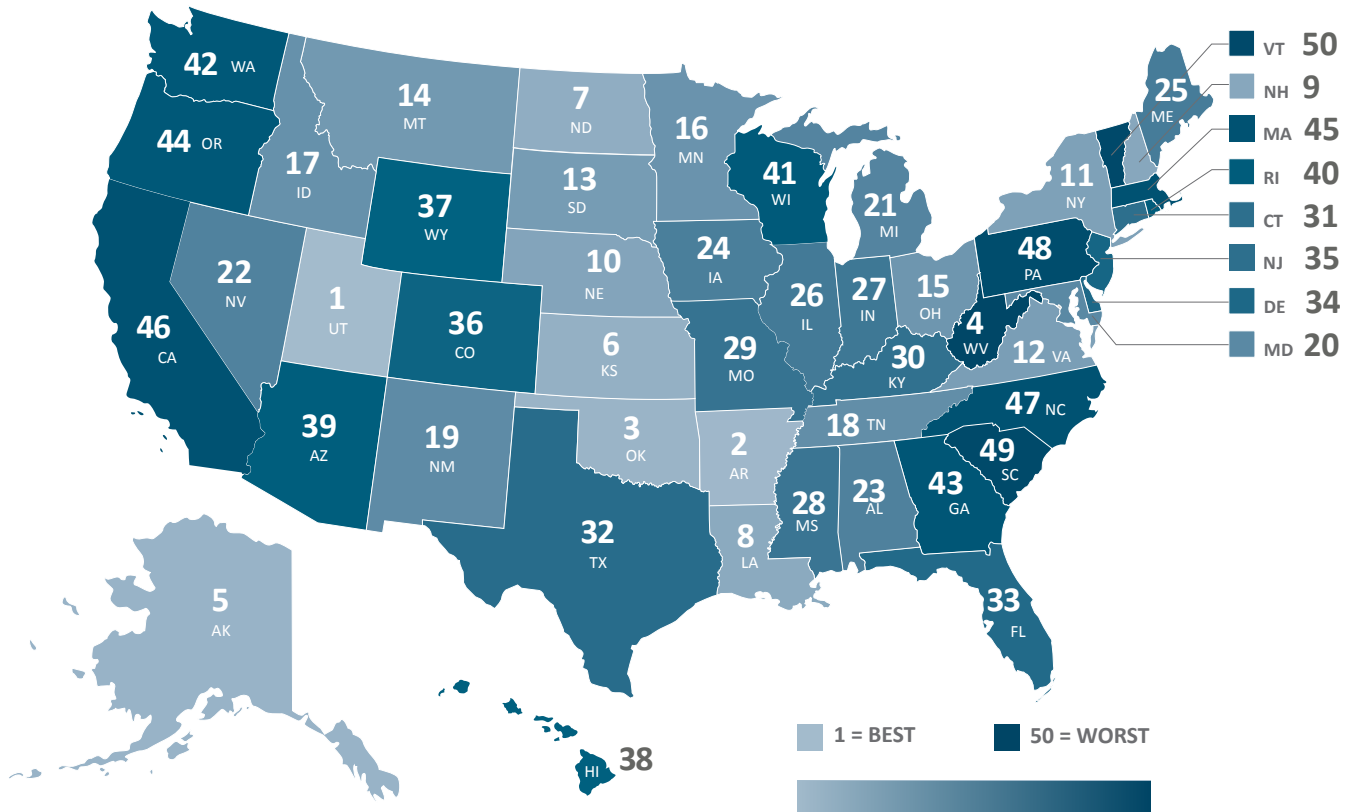 VT 50
NH 9
MA 45
RI 40
CT 31
NJ 35
DE 34
MD 20
42 WA
44 OR
46
CA
17
ID
14
MT
37
WY
22
NV
1
UT
36
CO
39
AZ
19
NM
7
ND
13
SD
10
NE
6
KS
3
OK
32
TX
16
MN
24
IA
29
MO
2
AR
8
LA
41
WI
26
IL
21
MI
27
IN
15
OH
30
KY
18 TN
28
MS
23
AL
43
GA
33
FL
49
SC
47 NC
12 VA
4
WV
48
PA
11
NY
25
ME
5
AK
HI 38
1 = BEST
50 = WORST